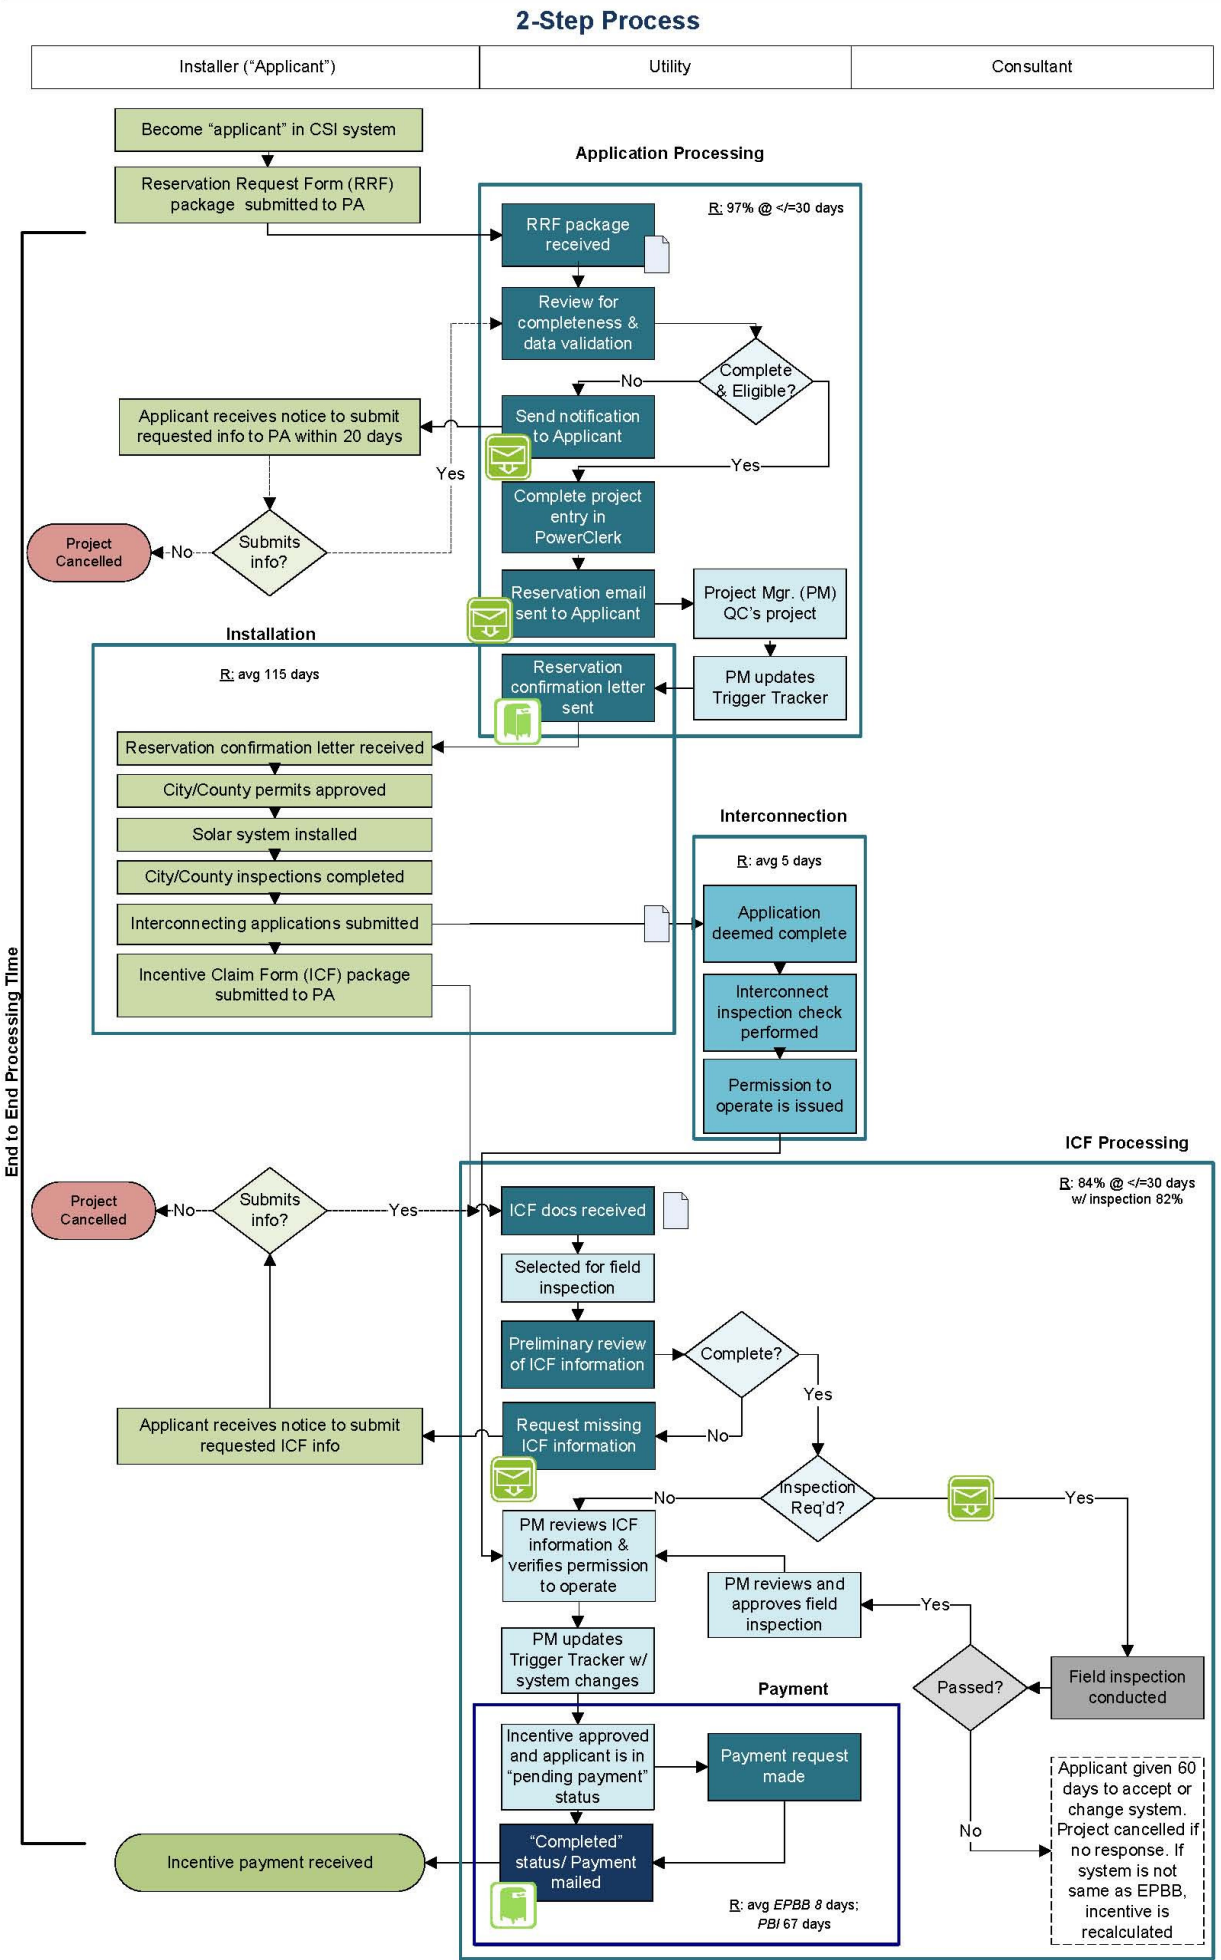 2-Step Process
Installer (“Applicant”)
Utility
Consultant
Become “applicant” in CSI system
Reservation Request Form (RRF)
package submitted to PA
Application Processing
R: 97% @ </=30 days
RRF package
received
Review for
completeness &
data validation
Complete
& Eligible?
No
Send notification
to Applicant
Applicant receives notice to submit
requested info to PA within 20 days
Yes
Yes
Complete project
entry in
PowerClerk
Submits
info?
No
Project
Cancelled
Reservation email
sent to Applicant
Project Mgr. (PM)
QC’s project
PM updates
Trigger Tracker
Reservation
confirmation letter
sent
Installation
R: avg 115 days
Reservation confirmation letter received
City/County permits approved
Solar system installed
City/County inspections completed
Interconnecting applications submitted
Incentive Claim Form (ICF) package
submitted to PA
Interconnection
R: avg 5 days
Application
deemed complete
Interconnect
inspection check
performed
Permission to
operate is issued
End to End Processing Time
ICF Processing
R: 84% @ </=30 days
w/ inspection 82%
Project
Cancelled
No
Submits
info?
Yes
ICF docs received
Selected for field
inspection
Preliminary review
of ICF information
Complete?
Yes
No
Request missing
ICF information
Applicant receives notice to submit
requested ICF info
Inspection
Req’d?
No
Yes
PM reviews ICF
information &
verifies permission
to operate
PM reviews and
approves field
inspection
Yes
PM updates
Trigger Tracker w/
system changes
Passed?
Field inspection
conducted
Payment
Incentive approved
and applicant is in
“pending payment”
status
Payment request
made
No
Applicant given 60
days to accept or
change system.
Project cancelled if
no response. If
system is not
same as EPBB,
incentive is
recalculated
“Completed”
status/ Payment
mailed
Incentive payment received
R: avg EPBB 8 days;
PBI 67 days